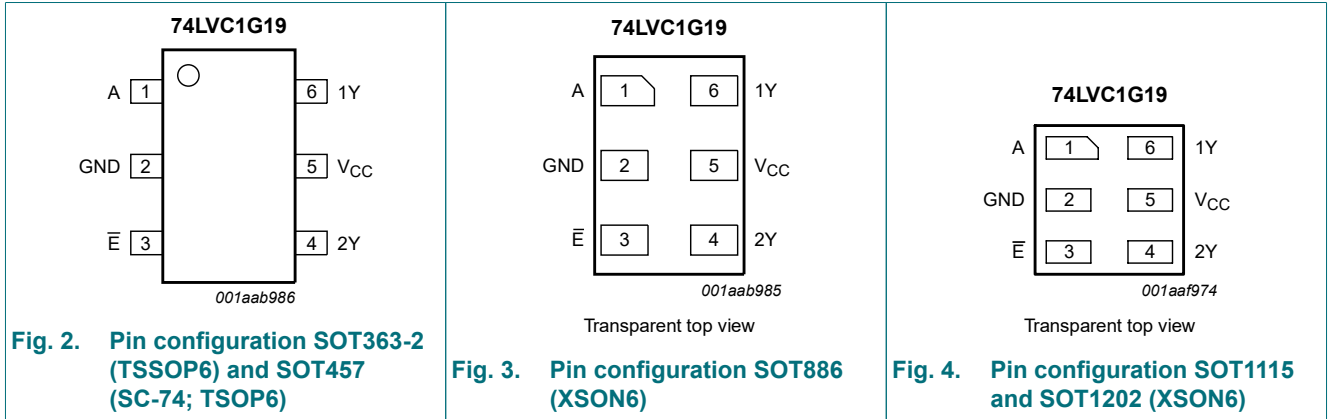 74LVC1G19
A 1 6 1Y
GND 2 5 VCC
E̅ 3 4 2Y
001aab986
Fig. 2. Pin configuration SOT363-2
(TSSOP6) and SOT457
(SC-74; TSOP6)
74LVC1G19
A 1 6 1Y
GND 2 5 VCC
E̅ 3 4 2Y
001aab985
Transparent top view
Fig. 3. Pin configuration SOT886
(XSON6)
74LVC1G19
A 1 6 1Y
GND 2 5 VCC
E̅ 3 4 2Y
001aaf974
Transparent top view
Fig. 4. Pin configuration SOT1115
and SOT1202 (XSON6)